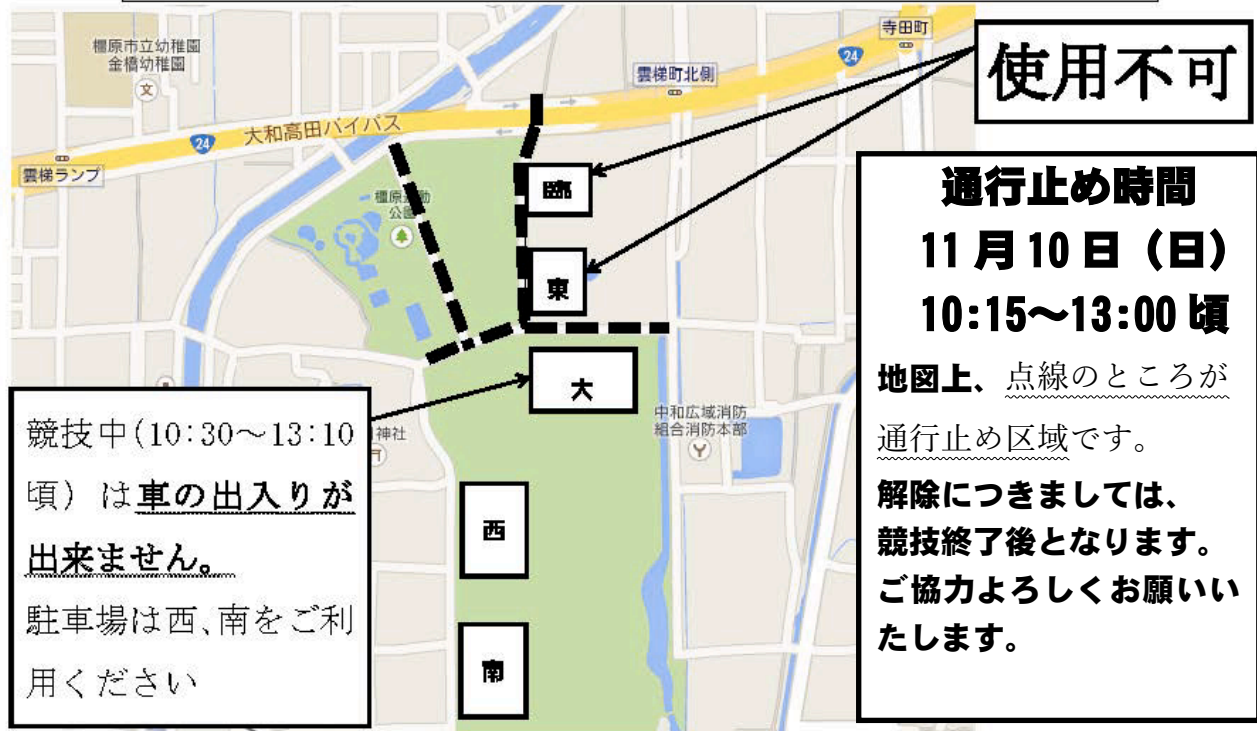 使用不可
寺田町
24
雲梯町北側
橿原市立幼稚園
金橋幼稚園
文
大和高田バイパス
24
雲梯ランプ
橿原運動
公園
臨
東
大
西
南
中和広域消防
組合消防本部
神社
通行止め時間
11月10日（日）
10:15～13:00頃
地図上、点線のところが
通行止め区域です。
解除につきましては、
競技終了後となります。
ご協力よろしくお願いい
たします。
競技中(10:30～13:10
頃）は車の出入りが
出来ません。
駐車場は西、南をご利
用ください